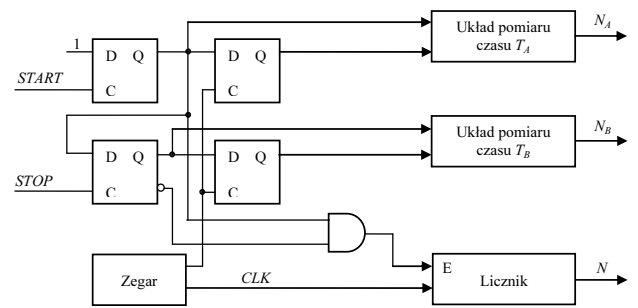 Układ pomiaru
czasu T_A
N_A
1
D Q
C
D Q
C
START
Układ pomiaru
czasu T_B
N_B
D Q
C
D Q
C
STOP
Zegar
CLK
E
Licznik
N